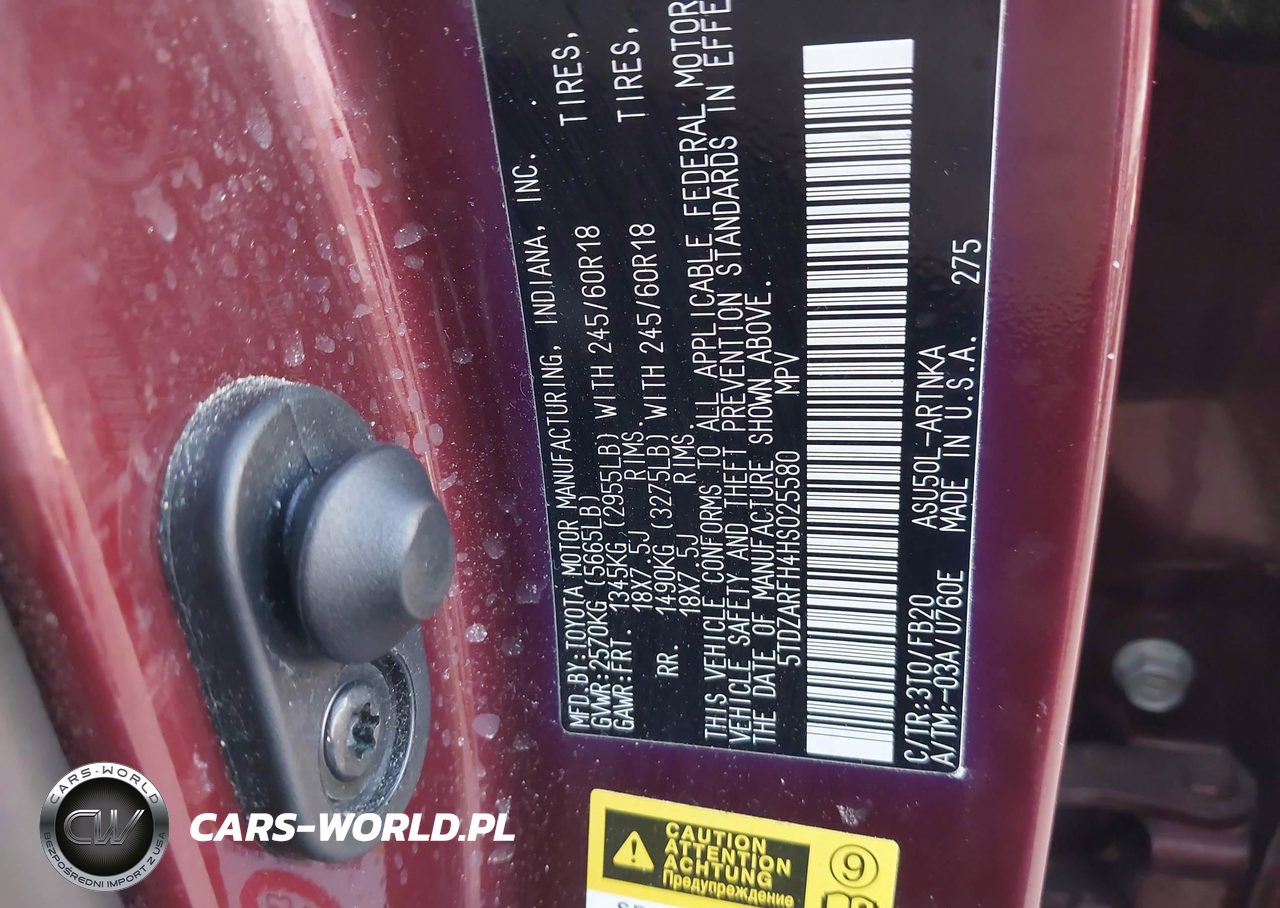 MFD.BY:TOYOTA MOTOR MANUFACTURING, INDIANA, INC.
GVWR:2570KG (5665LB)
GAWR:FRT. 1345KG (2955LB) WITH 245/60R18 TIRES,
18X7.5J RIMS.
RR. 1490KG (3275LB) WITH 245/60R18 TIRES,
18X7.5J RIMS.
THIS VEHICLE CONFORMS TO ALL APPLICABLE FEDERAL MOTOR
VEHICLE SAFETY AND THEFT PREVENTION STANDARDS IN EFFE
THE DATE OF MANUFACTURE SHOWN ABOVE.
5TDZARFH4HS025580 MPV
C/TR:3T0/FB20 ASU50L-ARTNKA 275
A/TM:-03A/U760E MADE IN U.S.A.
CAUTION
ATTENTION
ACHTUNG
Предупреждение
9
CARS-WORLD
CW
BEZPOŚREDNI IMPORT Z USA
CARS-WORLD.PL